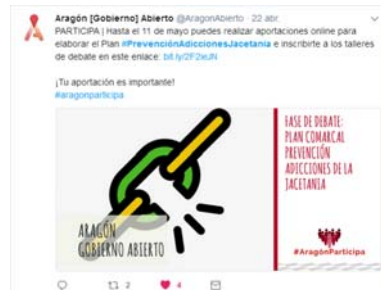 Aragón [Gobierno] Abierto @AragonAbierto · 22 abr.
PARTICIPA | Hasta el 11 de mayo puedes realizar aportaciones online para
elaborar el Plan #PrevenciónAdiccionesJacetania e inscribirte a los talleres
de debate en este enlace: bit.ly/2F2ieJN
¡Tu aportación es importante!
#aragonparticipa
ARAGÓN
GOBIERNO ABIERTO
FASE DE DEBATE:
PLAN COMARCAL
PREVENCIÓN
ADICCIONES DE LA
JACETANIA
#AragónParticipa
2 4